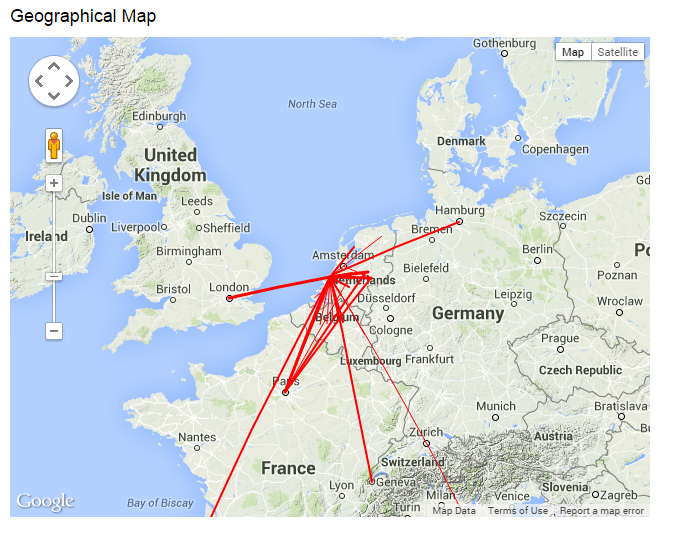 Geographical Map
Gothenburg
Map
Satellite
North Sea
Edinburgh
Denmark
Copenhagen
United
Kingdom
Isle of Man
Leeds
Dublin
Liverpool
Sheffield
Ireland
Hamburg
Szczecin
Bremen
Birmingham
Amsterdam
Berlin
Bielefeld
Poznan
Bristol
London
Düsseldorf
Leipzig
Wroclaw
Germany
Belgium
Cologne
Prague
Luxembourg
Frankfurt
Czech Republic
Paris
Munich
Bratislava
Nantes
Zurich
Austria
France
Switzerland
Lyon
Geneva
Slovenia
Zagreb
Google
Bay of Biscay
Milan
Venice
Turin
Map Data
Terms of Use
Report a map error